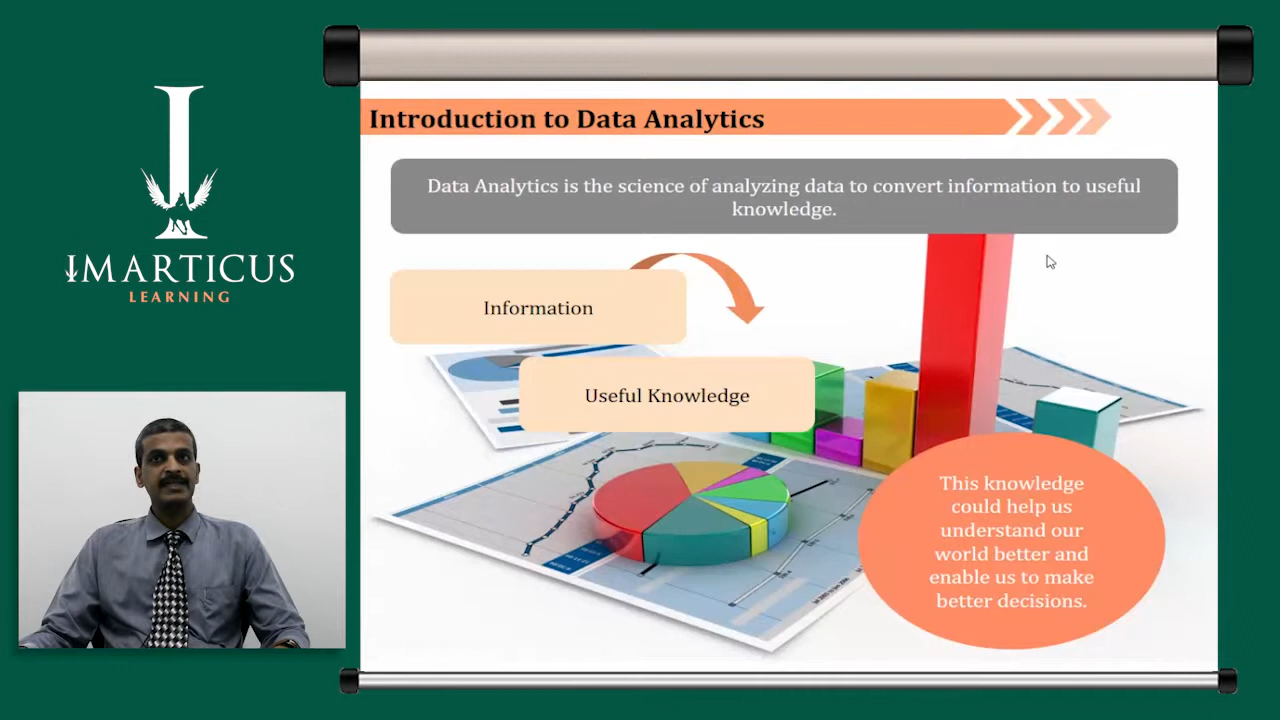 IMARTICUS
LEARNING
Introduction to Data Analytics
Data Analytics is the science of analyzing data to convert information to useful
knowledge.
Information
Useful Knowledge
This knowledge
could help us
understand our
world better and
enable us to make
better decisions.